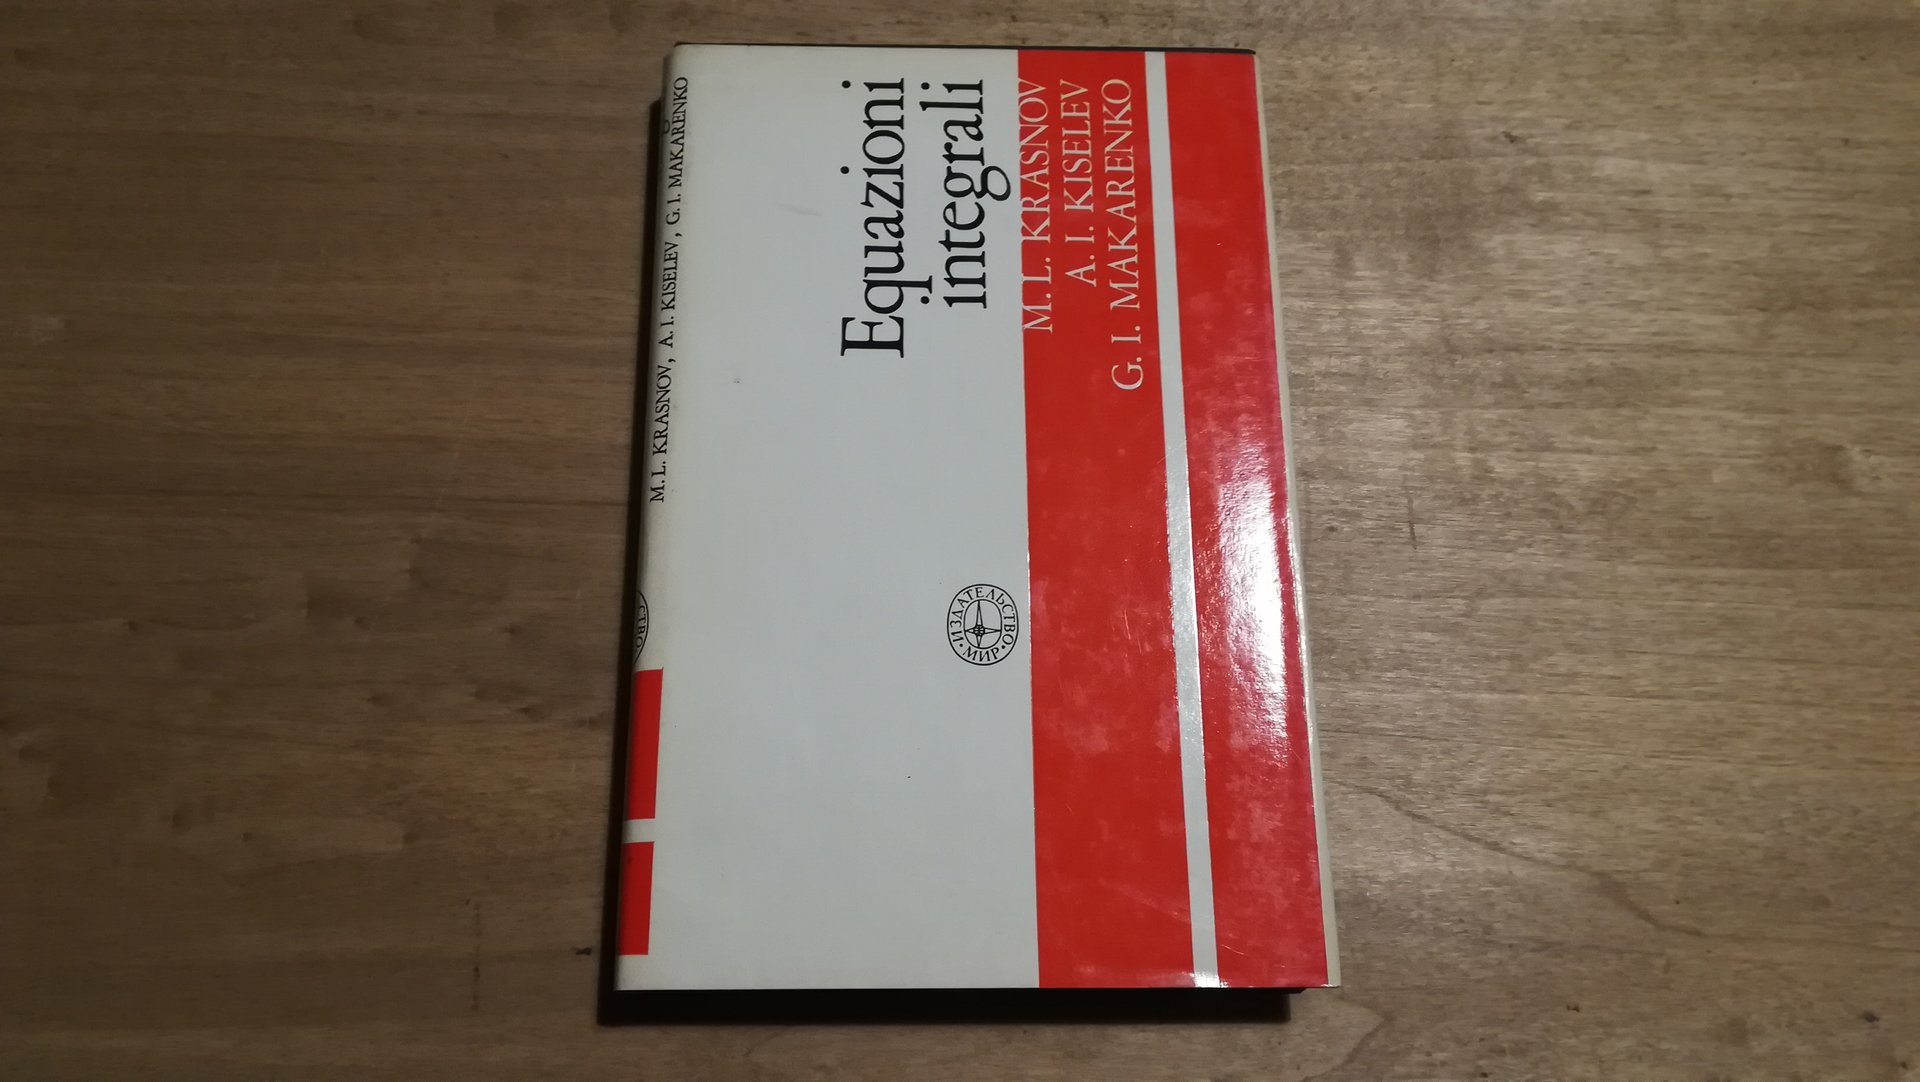 Equazioni
integrali
M. L. KRASNOV
A. I. KISELEV
G. I. MAKARENKO
ИЗДАТЕЛЬСТВО • МИР •
M. L. KRASNOV, A. I. KISELEV, G. I. MAKARENKO